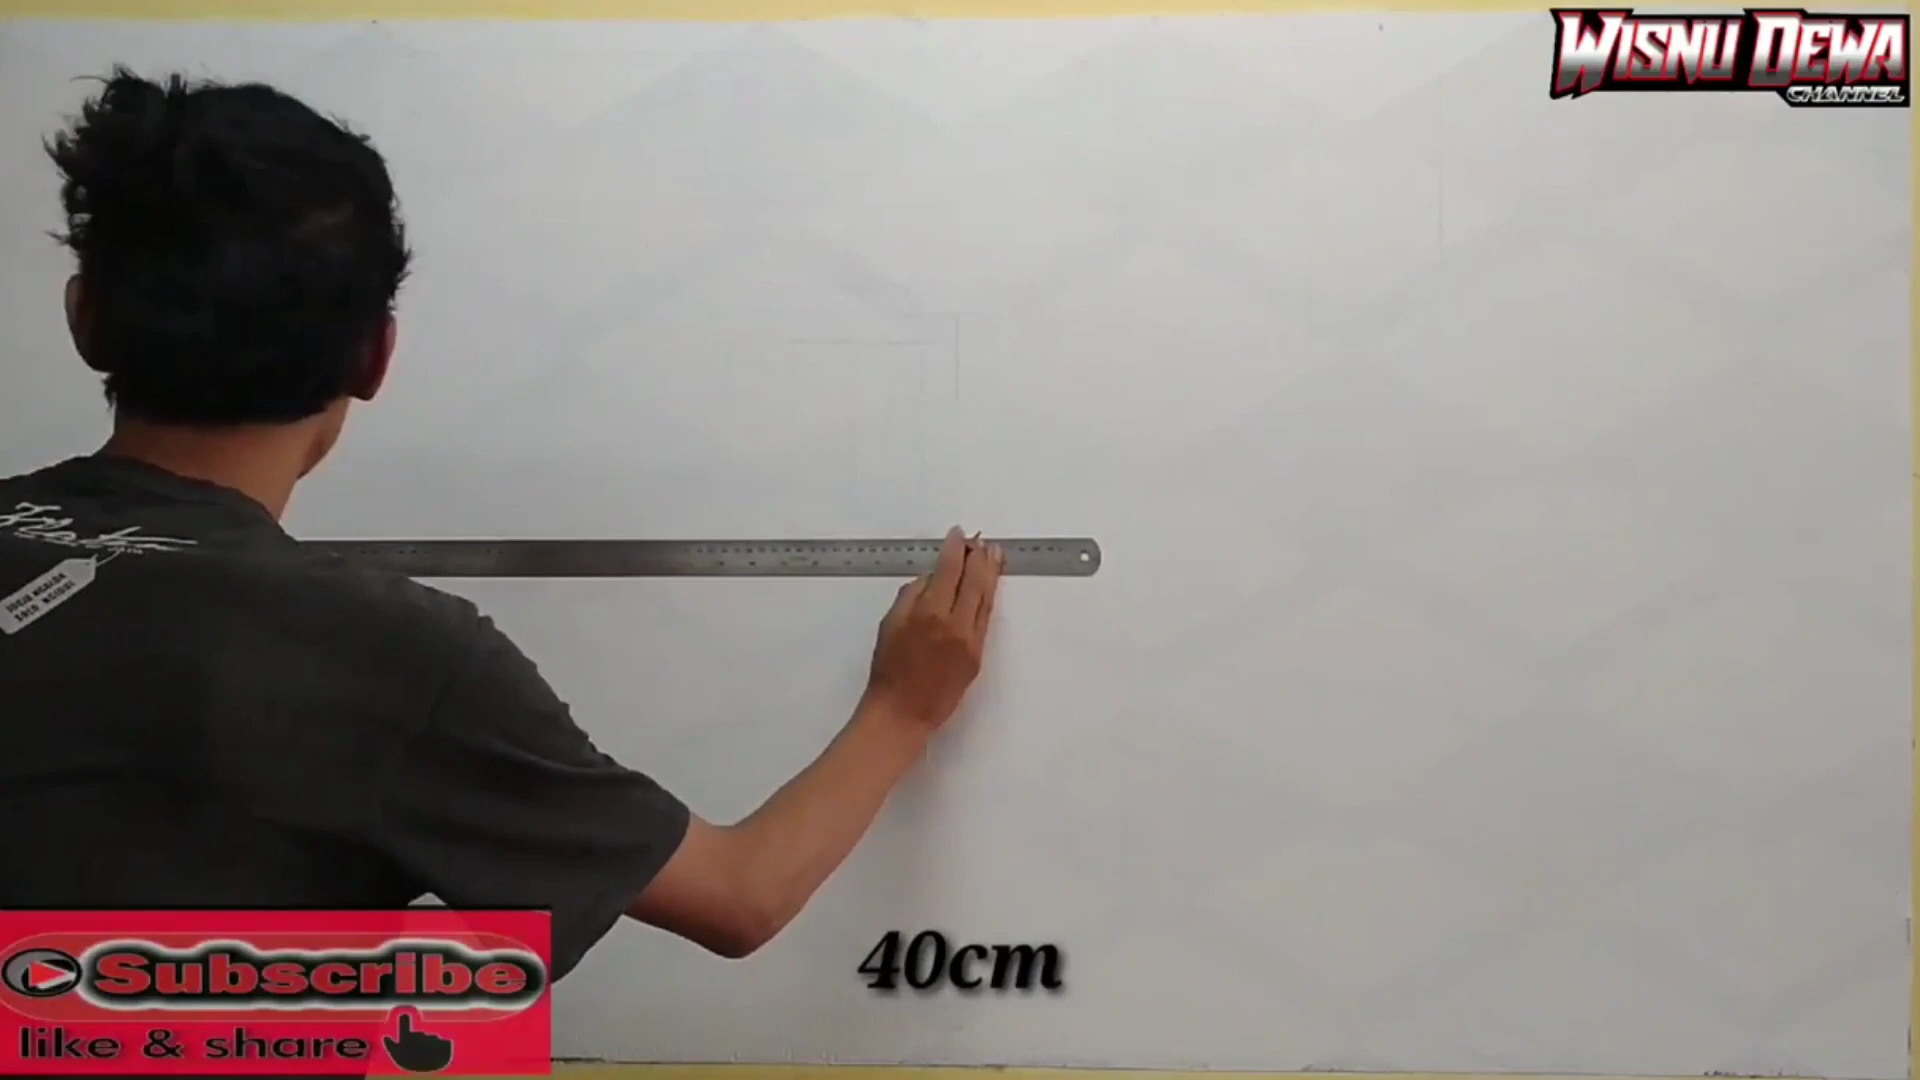 WISNU DEWA
CHANNEL
40cm
Subscribe
like & share